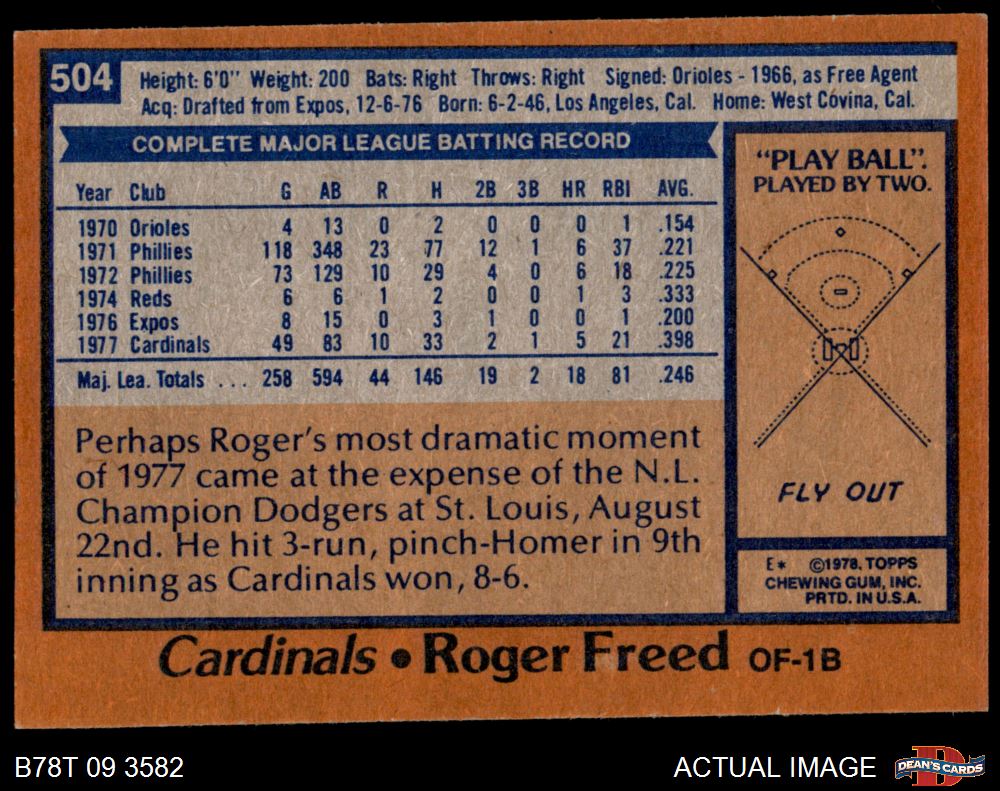 504
Height: 6'0" Weight: 200 Bats: Right Throws: Right Signed: Orioles - 1966, as Free Agent
Acq: Drafted from Expos, 12-6-76 Born: 6-2-46, Los Angeles, Cal. Home: West Covina, Cal.
COMPLETE MAJOR LEAGUE BATTING RECORD
Year Club G AB R H 2B 3B HR RBI AVG.
1970 Orioles 4 13 0 2 0 0 0 1 .154
1971 Phillies 118 348 23 77 12 1 6 37 .221
1972 Phillies 73 129 10 29 4 0 6 18 .225
1974 Reds 6 6 1 2 0 0 1 3 .333
1976 Expos 8 15 0 3 1 0 0 1 .200
1977 Cardinals 49 83 10 33 2 1 5 21 .398
Maj. Lea. Totals ... 258 594 44 146 19 2 18 81 .246
Perhaps Roger's most dramatic moment
of 1977 came at the expense of the N.L.
Champion Dodgers at St. Louis, August
22nd. He hit 3-run, pinch-Homer in 9th
inning as Cardinals won, 8-6.
"PLAY BALL".
PLAYED BY TWO.
FLY OUT
E* ©1978. TOPPS
CHEWING GUM, INC.
PRTD. IN U.S.A.
Cardinals • Roger Freed OF-1B
B78T 09 3582
ACTUAL IMAGE
D
DEAN'S CARDS